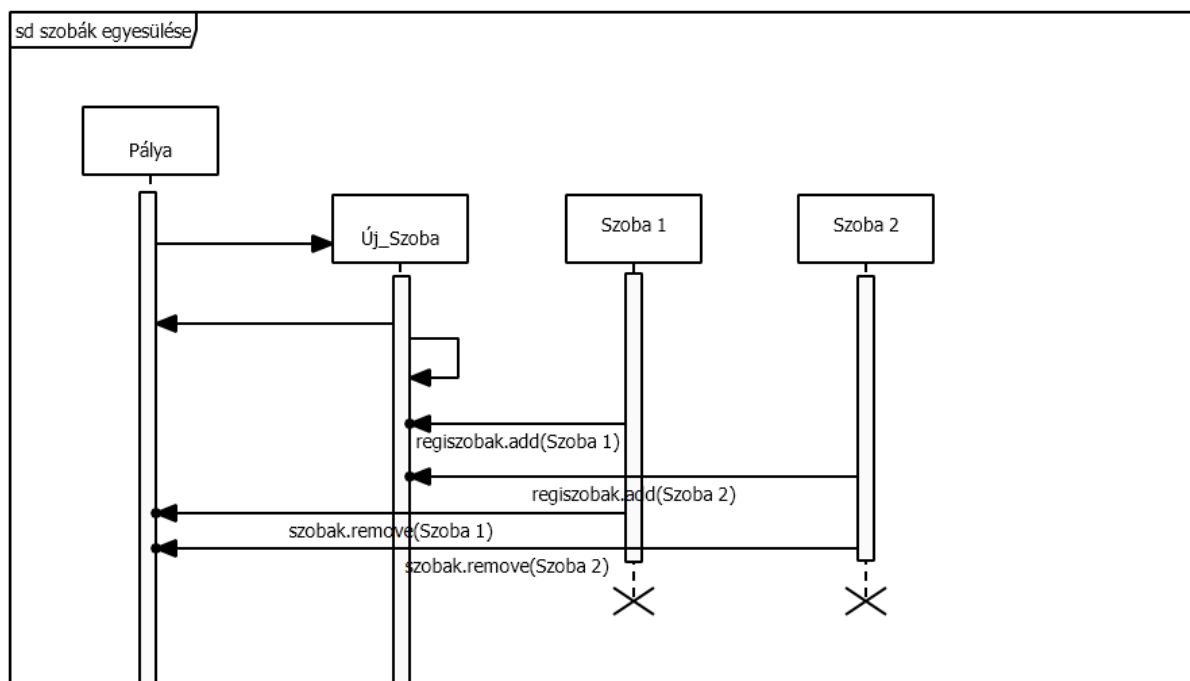 sd szobák egyesülése
Pálya
Új_Szoba
Szoba 1
Szoba 2
regiszobak.add(Szoba 1)
regiszobak.add(Szoba 2)
szobak.remove(Szoba 1)
szobak.remove(Szoba 2)